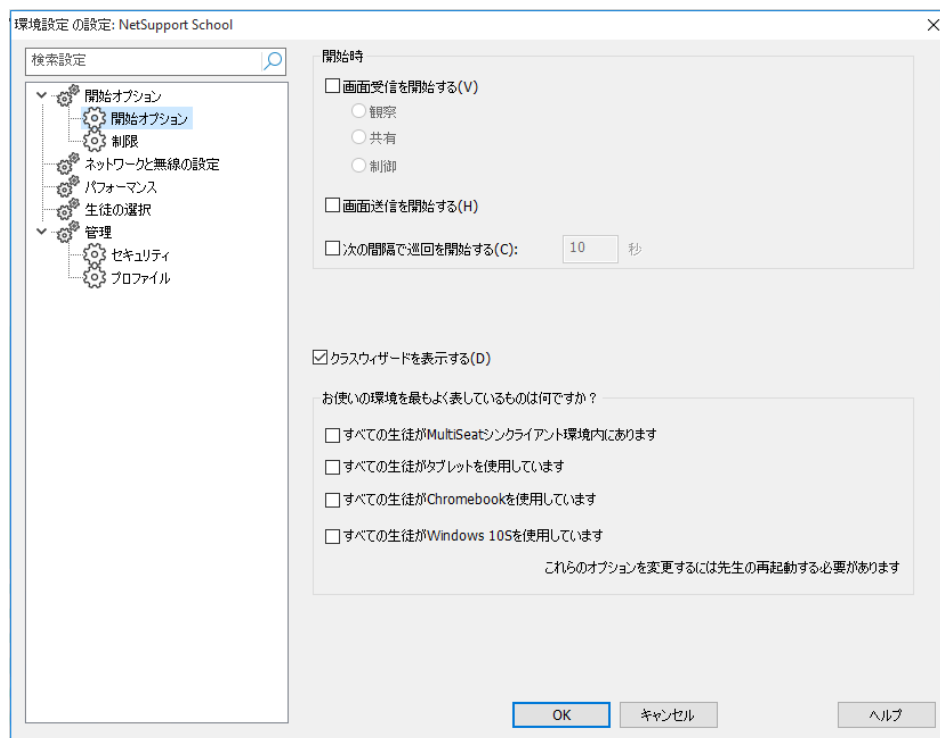 環境設定 の設定: NetSupport School
検索設定
開始オプション
開始オプション
制限
ネットワークと無線の設定
パフォーマンス
生徒の選択
管理
セキュリティ
プロファイル
開始時
画面受信を開始する(V)
観察
共有
制御
画面送信を開始する(H)
次の間隔で巡回を開始する(C): 10 秒
クラスウィザードを表示する(D)
お使いの環境を最もよく表しているものは何ですか？
すべての生徒がMultiSeatシンクライアント環境内にあります
すべての生徒がタブレットを使用しています
すべての生徒がChromebookを使用しています
すべての生徒がWindows 10Sを使用しています
これらのオプションを変更するには先生の再起動する必要があります
OK キャンセル ヘルプ